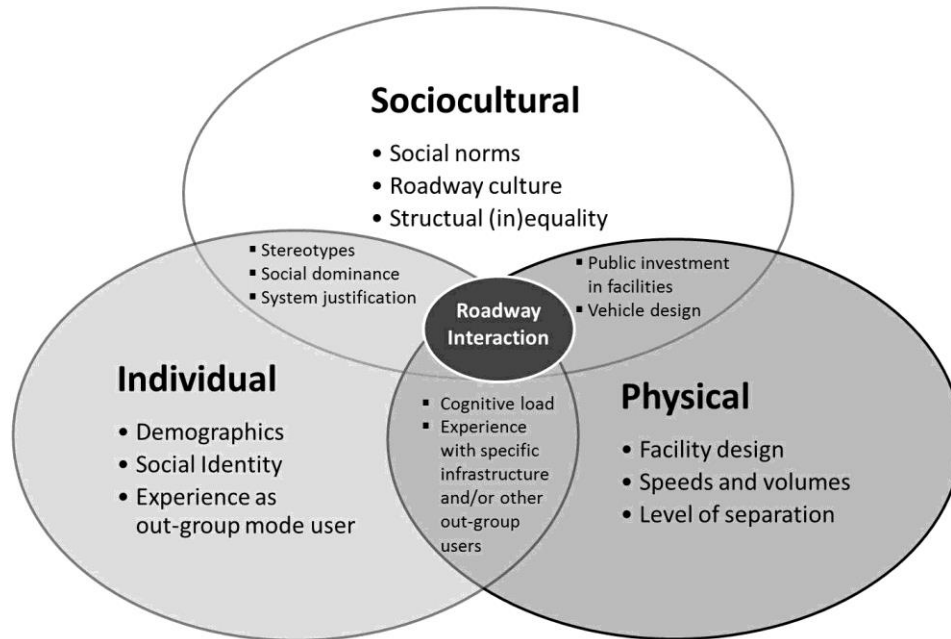 Sociocultural
• Social norms
• Roadway culture
• Structual (in)equality
▪ Stereotypes
▪ Social dominance
▪ System justification
▪ Public investment
in facilities
▪ Vehicle design
Roadway
Interaction
Individual
• Demographics
• Social Identity
• Experience as
out-group mode user
▪ Cognitive load
▪ Experience
with specific
infrastructure
and/or other
out-group
users
Physical
• Facility design
• Speeds and volumes
• Level of separation